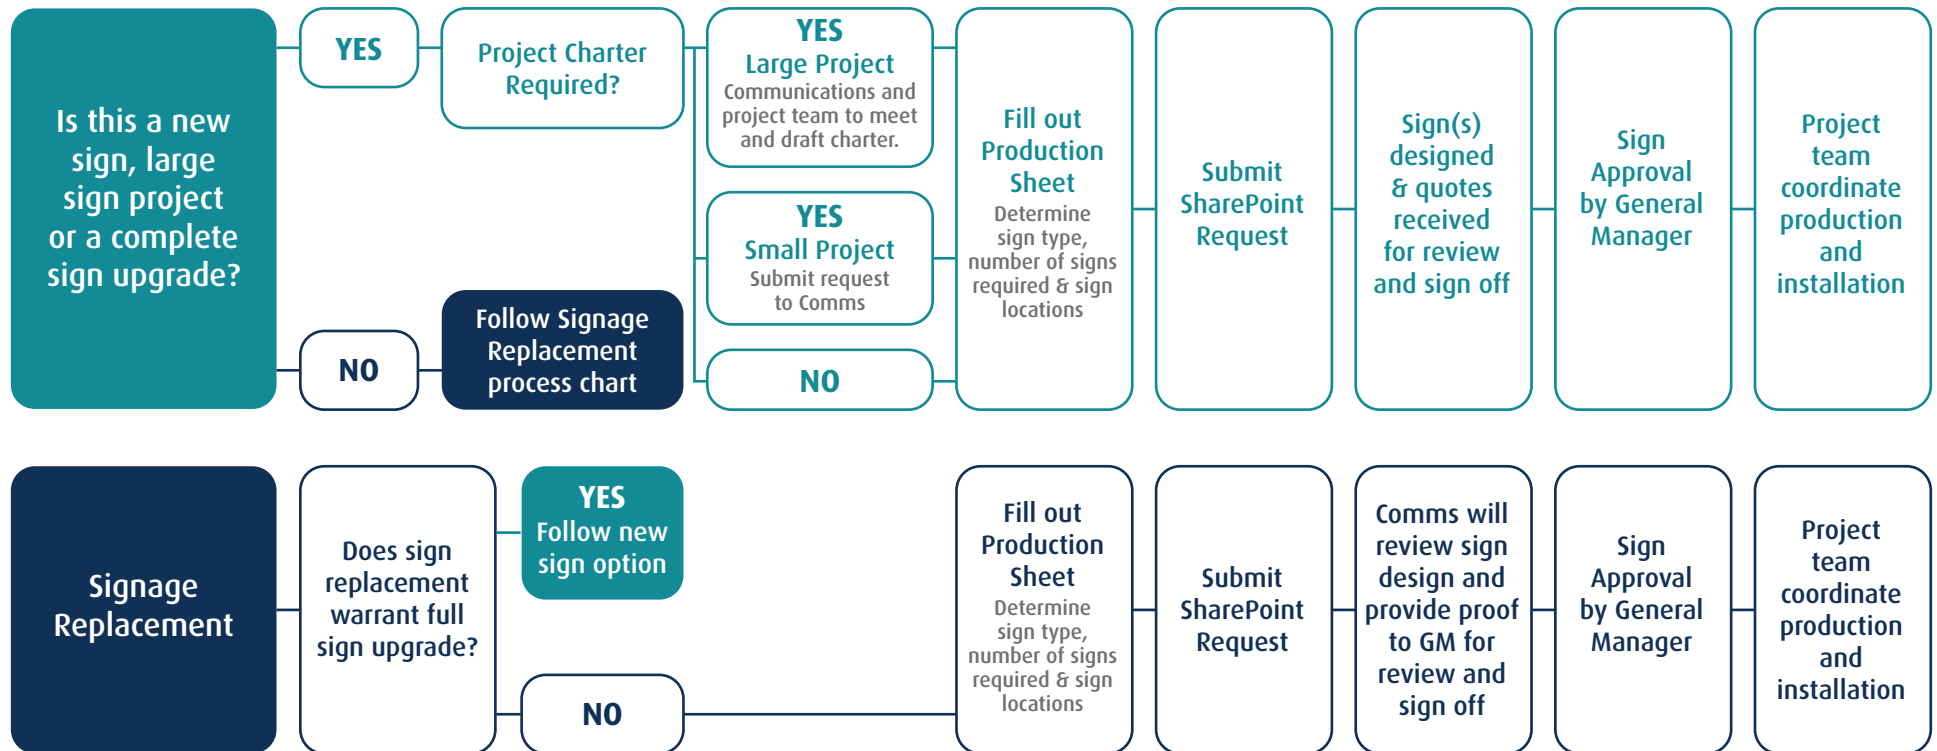 Is this a new
sign, large
sign project
or a complete
sign upgrade?
YES
Project Charter
Required?
YES
Large Project
Communications and
project team to meet
and draft charter.
YES
Small Project
Submit request
to Comms
NO
NO
Follow Signage
Replacement
process chart
Fill out
Production
Sheet
Determine
sign type,
number of signs
required & sign
locations
Submit
SharePoint
Request
Sign(s)
designed
& quotes
received
for review
and sign off
Sign
Approval
by General
Manager
Project
team
coordinate
production
and
installation
Signage
Replacement
Does sign
replacement
warrant full
sign upgrade?
YES
Follow new
sign option
NO
Fill out
Production
Sheet
Determine
sign type,
number of signs
required & sign
locations
Submit
SharePoint
Request
Comms will
review sign
design and
provide proof
to GM for
review and
sign off
Sign
Approval
by General
Manager
Project
team
coordinate
production
and
installation